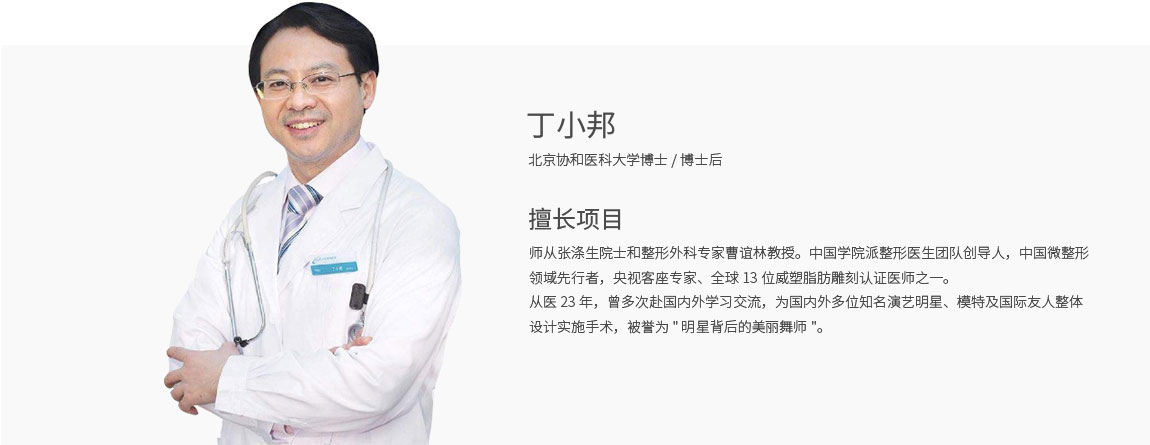 丁小邦
北京协和医科大学博士 / 博士后
擅长项目
师从张涤生院士和整形外科专家曹谊林教授。中国学院派整形医生团队创导人，中国微整形
领域先行者，央视客座专家、全球 13 位威塑脂肪雕刻认证医师之一。
从医 23 年，曾多次赴国内外学习交流，为国内外多位知名演艺明星、模特及国际友人整体
设计实施手术，被誉为 " 明星背后的美丽舞师 "。